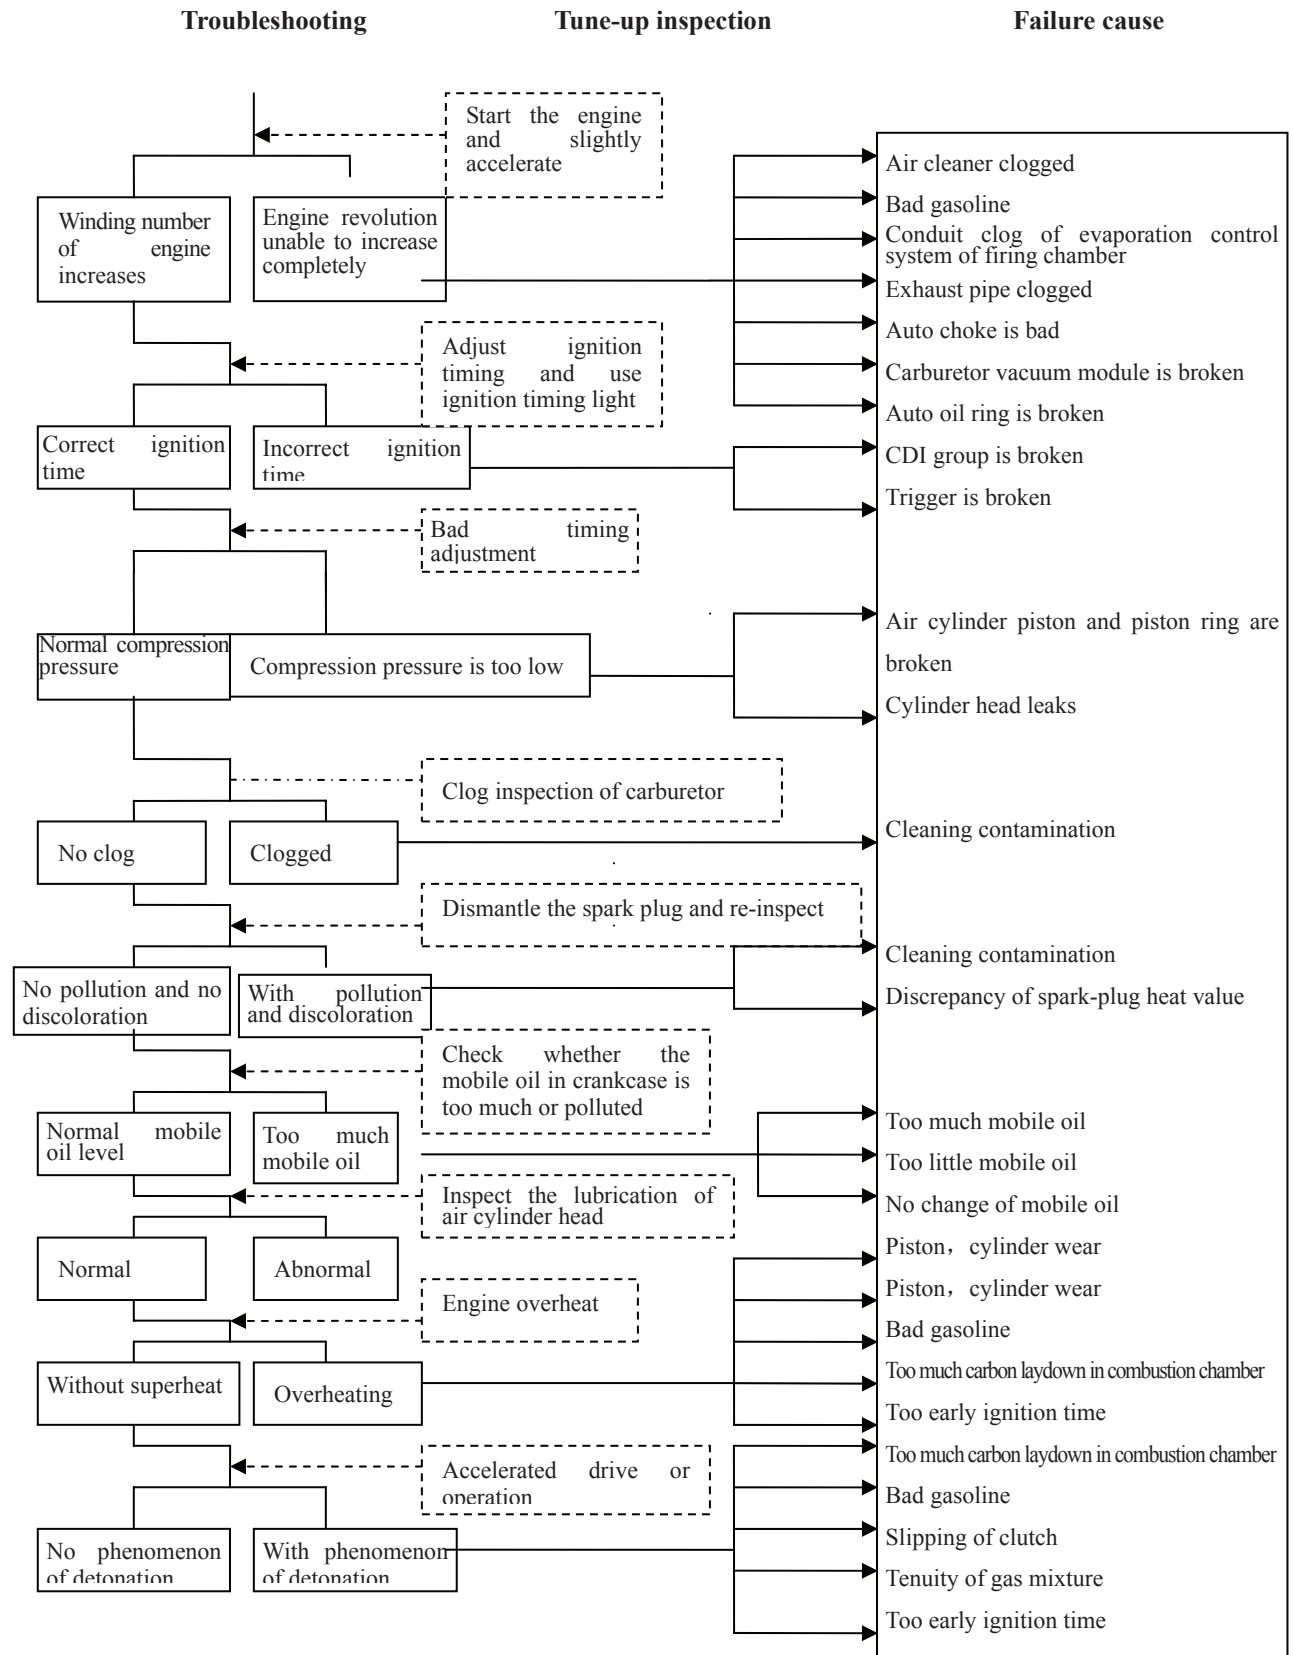 Troubleshooting
Tune-up inspection
Failure cause
Start the engine
and slightly
accelerate
Winding number
of engine
increases
Engine revolution
unable to increase
completely
Air cleaner clogged
Bad gasoline
Conduit clog of evaporation control
system of firing chamber
Exhaust pipe clogged
Auto choke is bad
Carburetor vacuum module is broken
Auto oil ring is broken
Adjust ignition
timing and use
ignition timing light
Correct ignition
time
Incorrect ignition
time
CDI group is broken
Trigger is broken
Bad timing
adjustment
Normal compression
pressure
Compression pressure is too low
Air cylinder piston and piston ring are
broken
Cylinder head leaks
Clog inspection of carburetor
No clog
Clogged
Cleaning contamination
Dismantle the spark plug and re-inspect
No pollution and no
discoloration
With pollution
and discoloration
Cleaning contamination
Discrepancy of spark-plug heat value
Check whether the
mobile oil in crankcase is
too much or polluted
Normal mobile
oil level
Too much
mobile oil
Too much mobile oil
Too little mobile oil
No change of mobile oil
Inspect the lubrication of
air cylinder head
Normal
Abnormal
Piston，cylinder wear
Engine overheat
Without superheat
Overheating
Piston，cylinder wear
Bad gasoline
Too much carbon laydown in combustion chamber
Too early ignition time
Accelerated drive or
operation
No phenomenon
of detonation
With phenomenon
of detonation
Too much carbon laydown in combustion chamber
Bad gasoline
Slipping of clutch
Tenuity of gas mixture
Too early ignition time